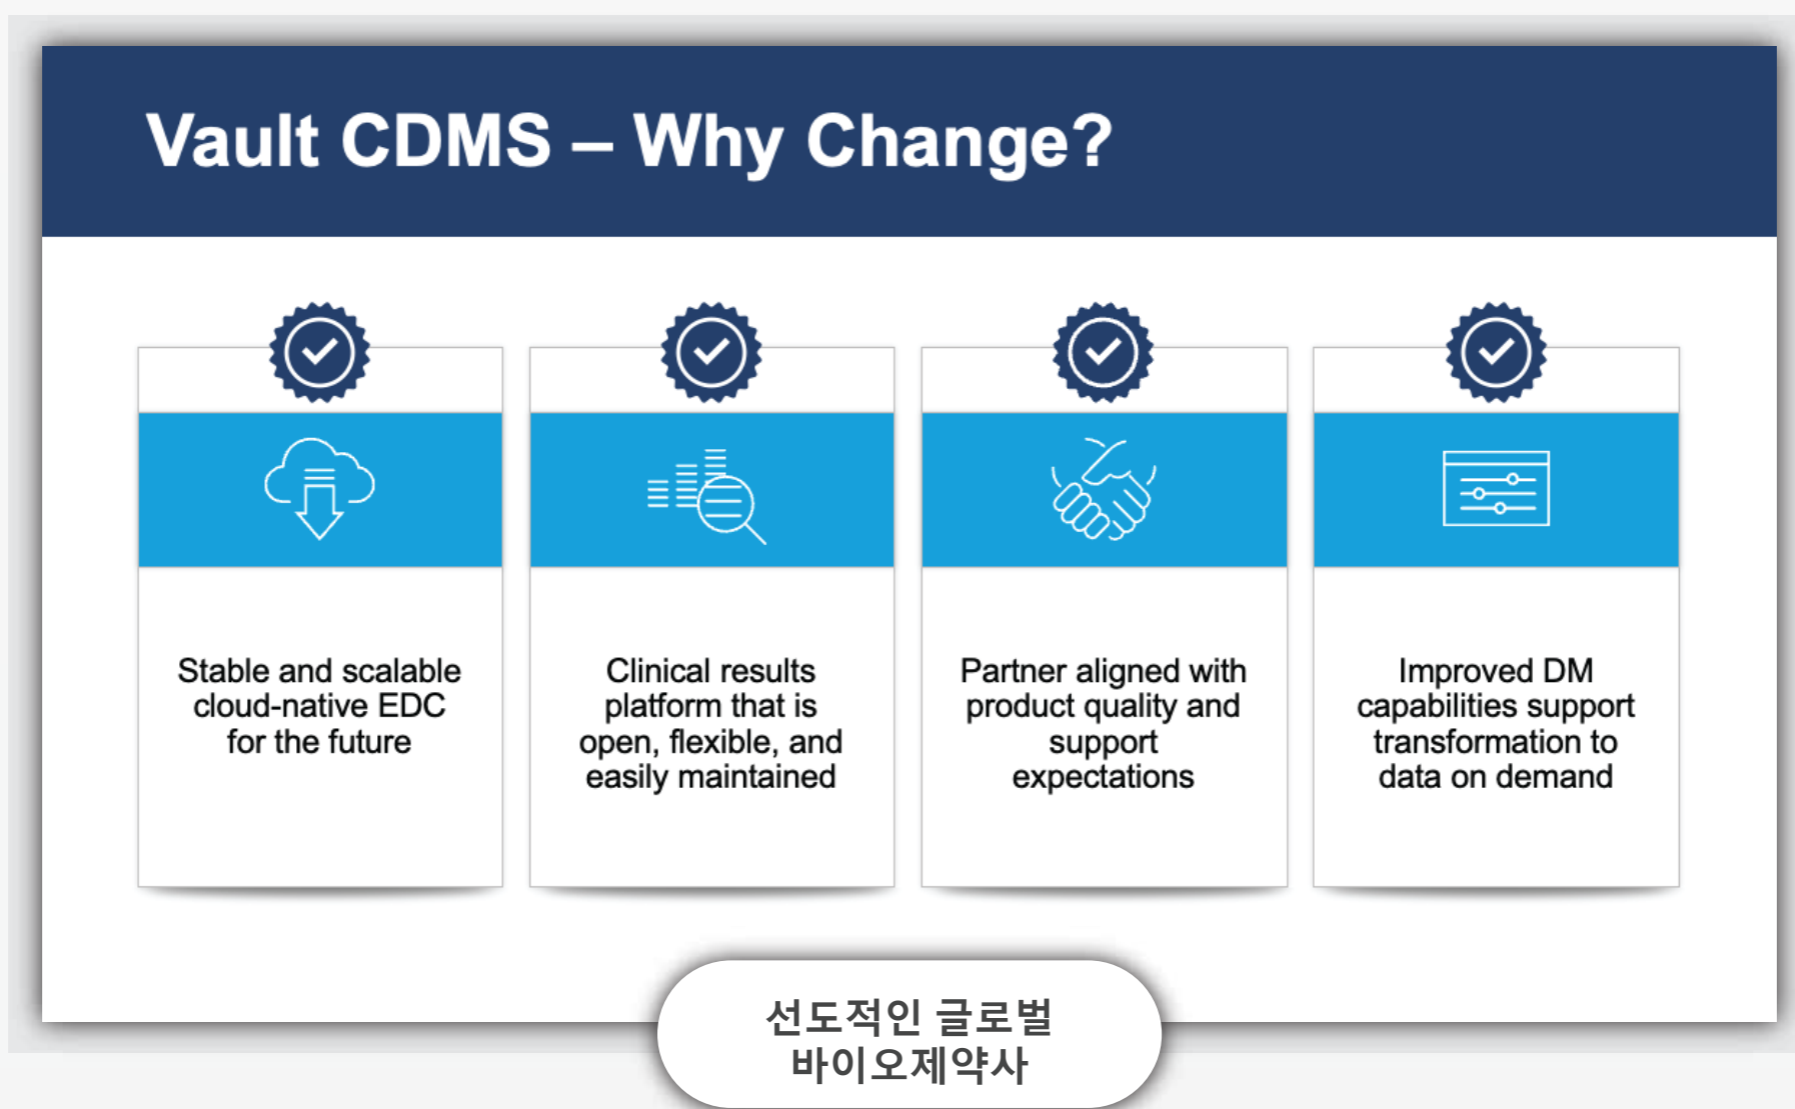 Vault CDMS – Why Change?
Stable and scalable
cloud-native EDC
for the future
Clinical results
platform that is
open, flexible, and
easily maintained
Partner aligned with
product quality and
support
expectations
Improved DM
capabilities support
transformation to
data on demand
선도적인 글로벌
바이오제약사